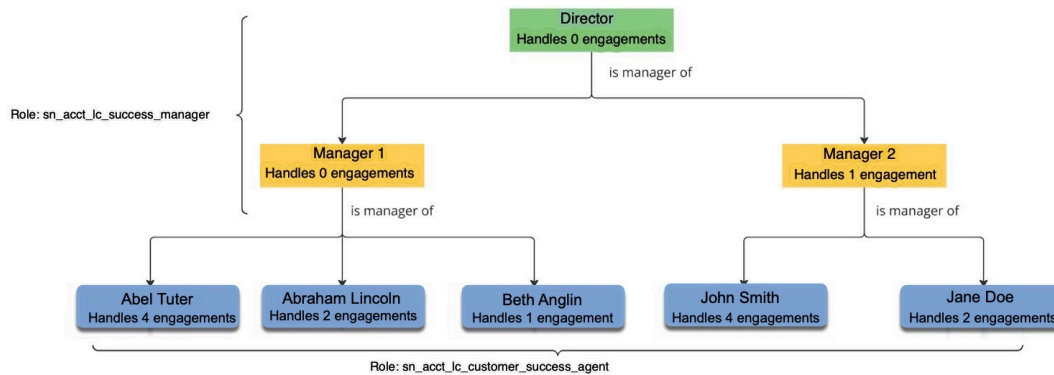 Director
Handles 0 engagements
is manager of
Role: sn_acct_lc_success_manager
Manager 1
Handles 0 engagements
Manager 2
Handles 1 engagement
is manager of
is manager of
Abel Tuter
Handles 4 engagements
Abraham Lincoln
Handles 2 engagements
Beth Anglin
Handles 1 engagement
John Smith
Handles 4 engagements
Jane Doe
Handles 2 engagements
Role: sn_acct_lc_customer_success_agent